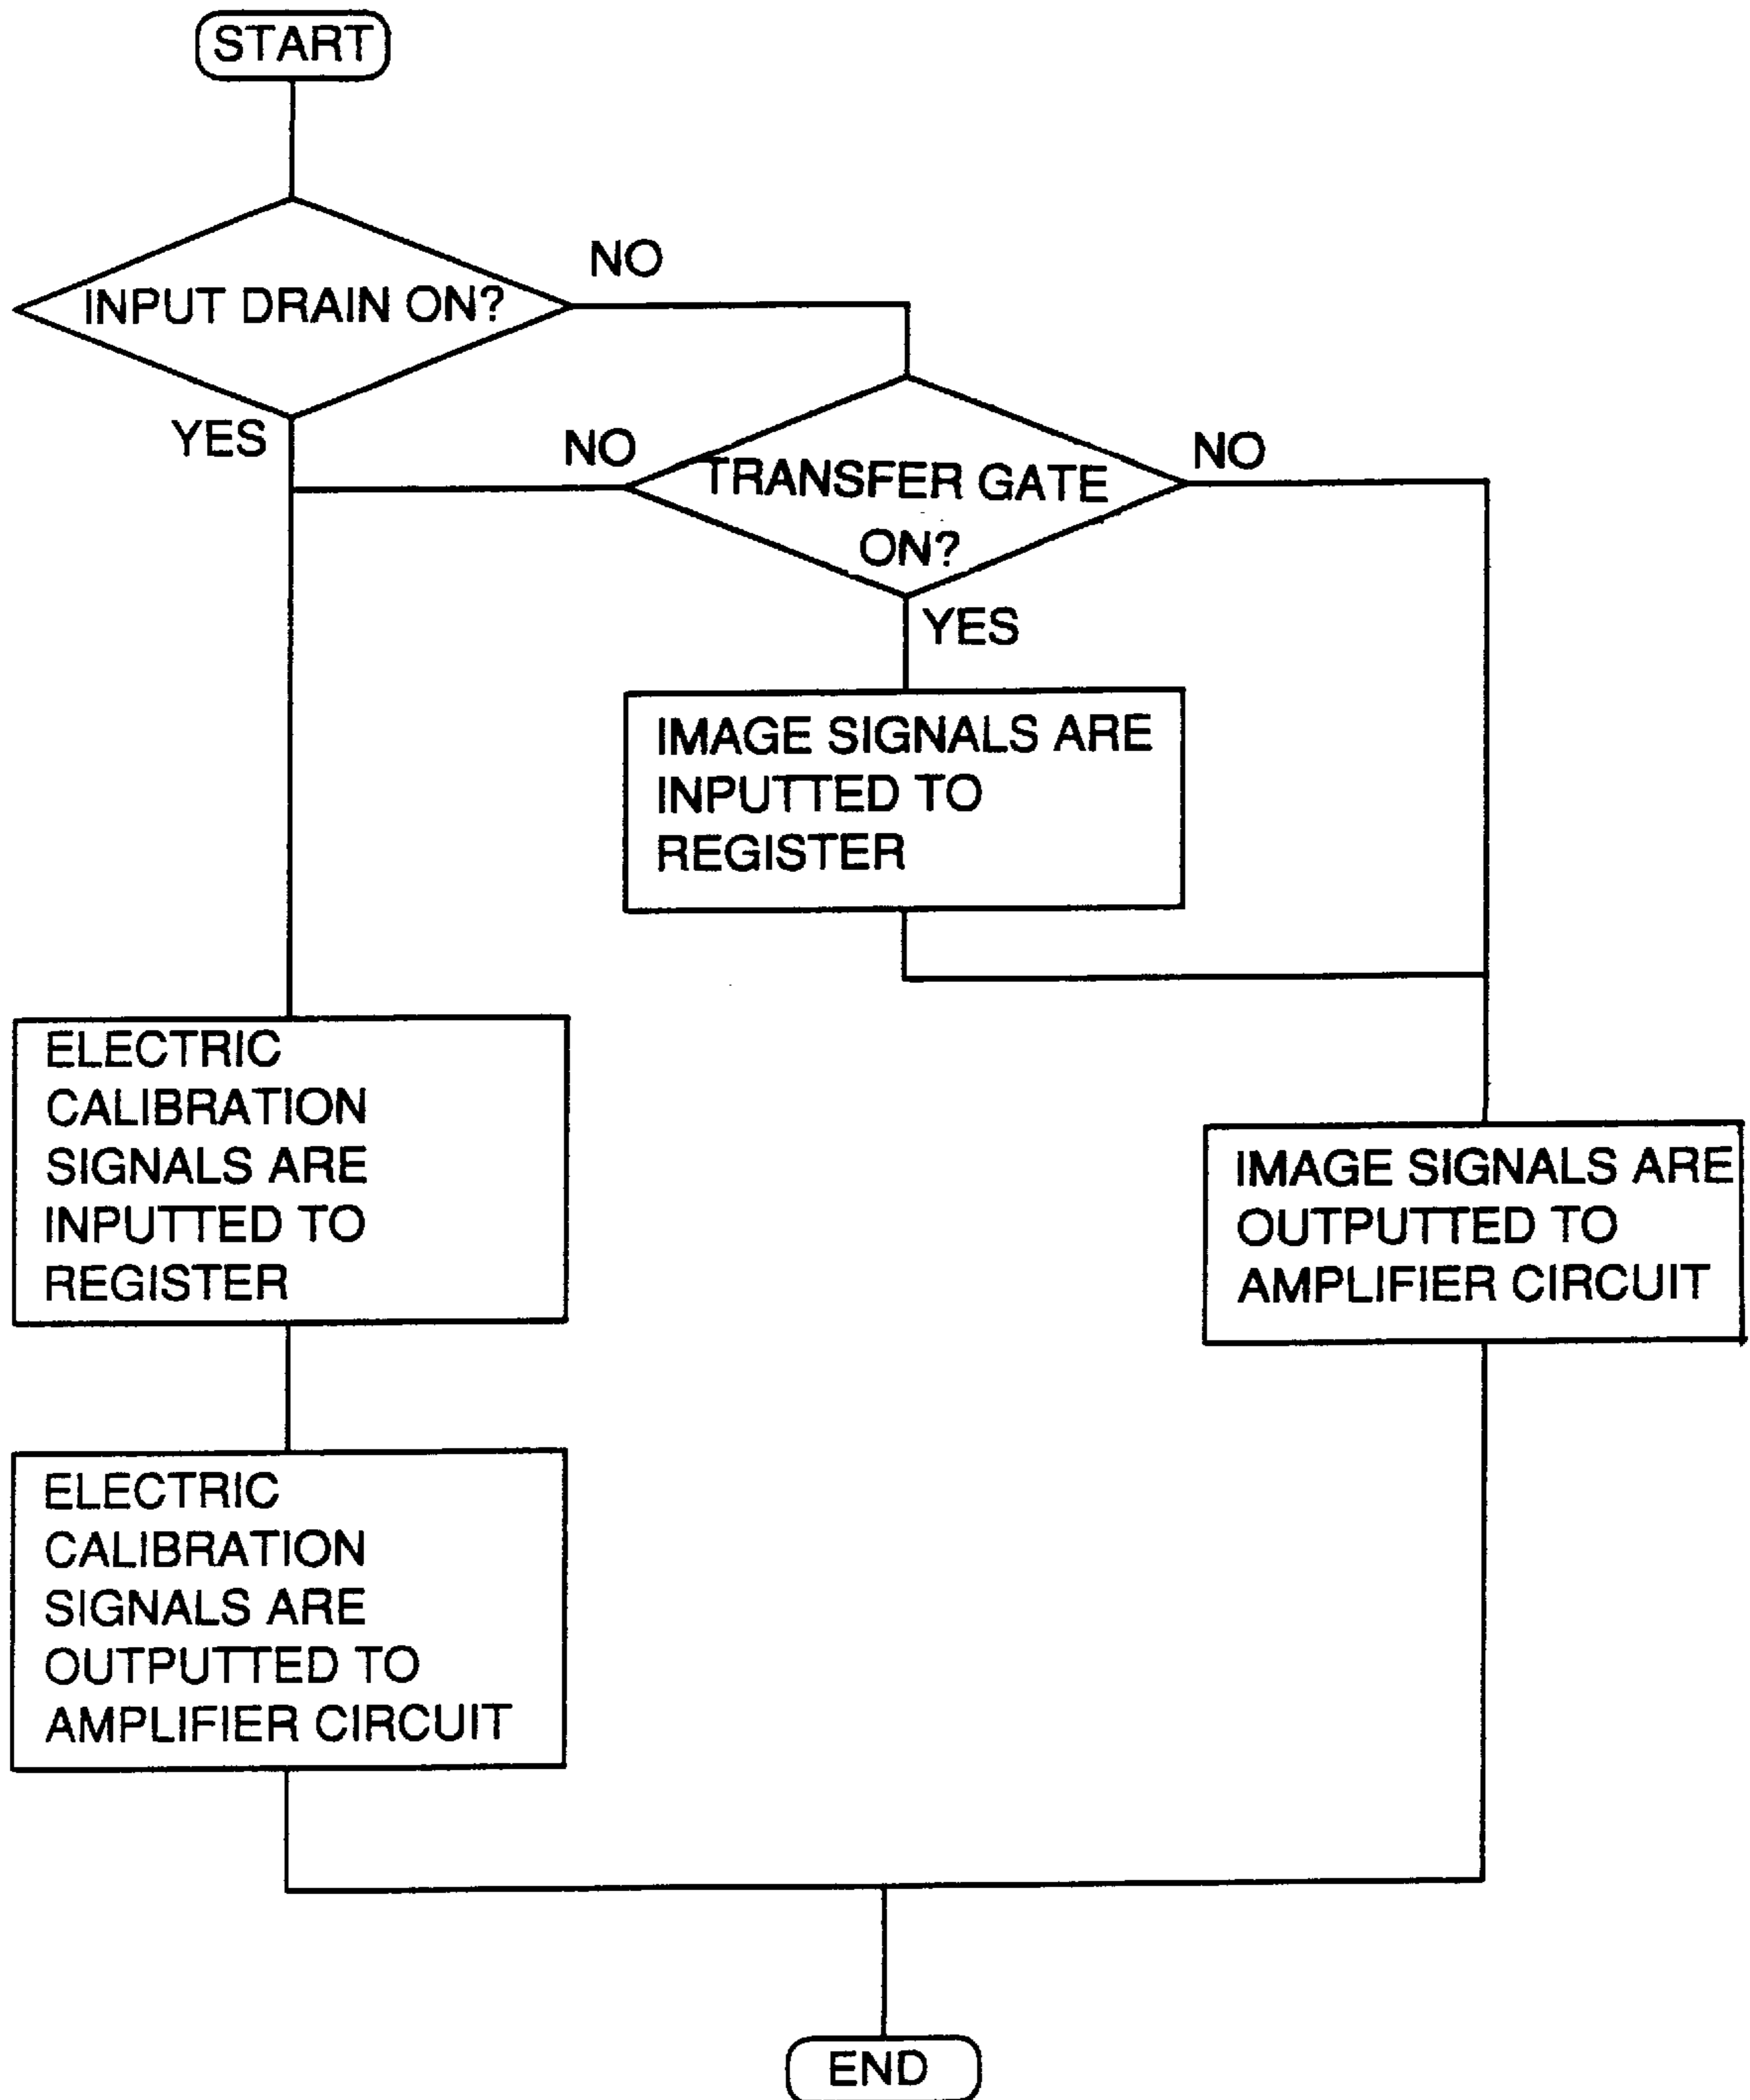 START
INPUT DRAIN ON?
NO
YES
NO
TRANSFER GATE
ON?
NO
YES
IMAGE SIGNALS ARE
INPUTTED TO
REGISTER
ELECTRIC
CALIBRATION
SIGNALS ARE
INPUTTED TO
REGISTER
IMAGE SIGNALS ARE
OUTPUTTED TO
AMPLIFIER CIRCUIT
ELECTRIC
CALIBRATION
SIGNALS ARE
OUTPUTTED TO
AMPLIFIER CIRCUIT
END